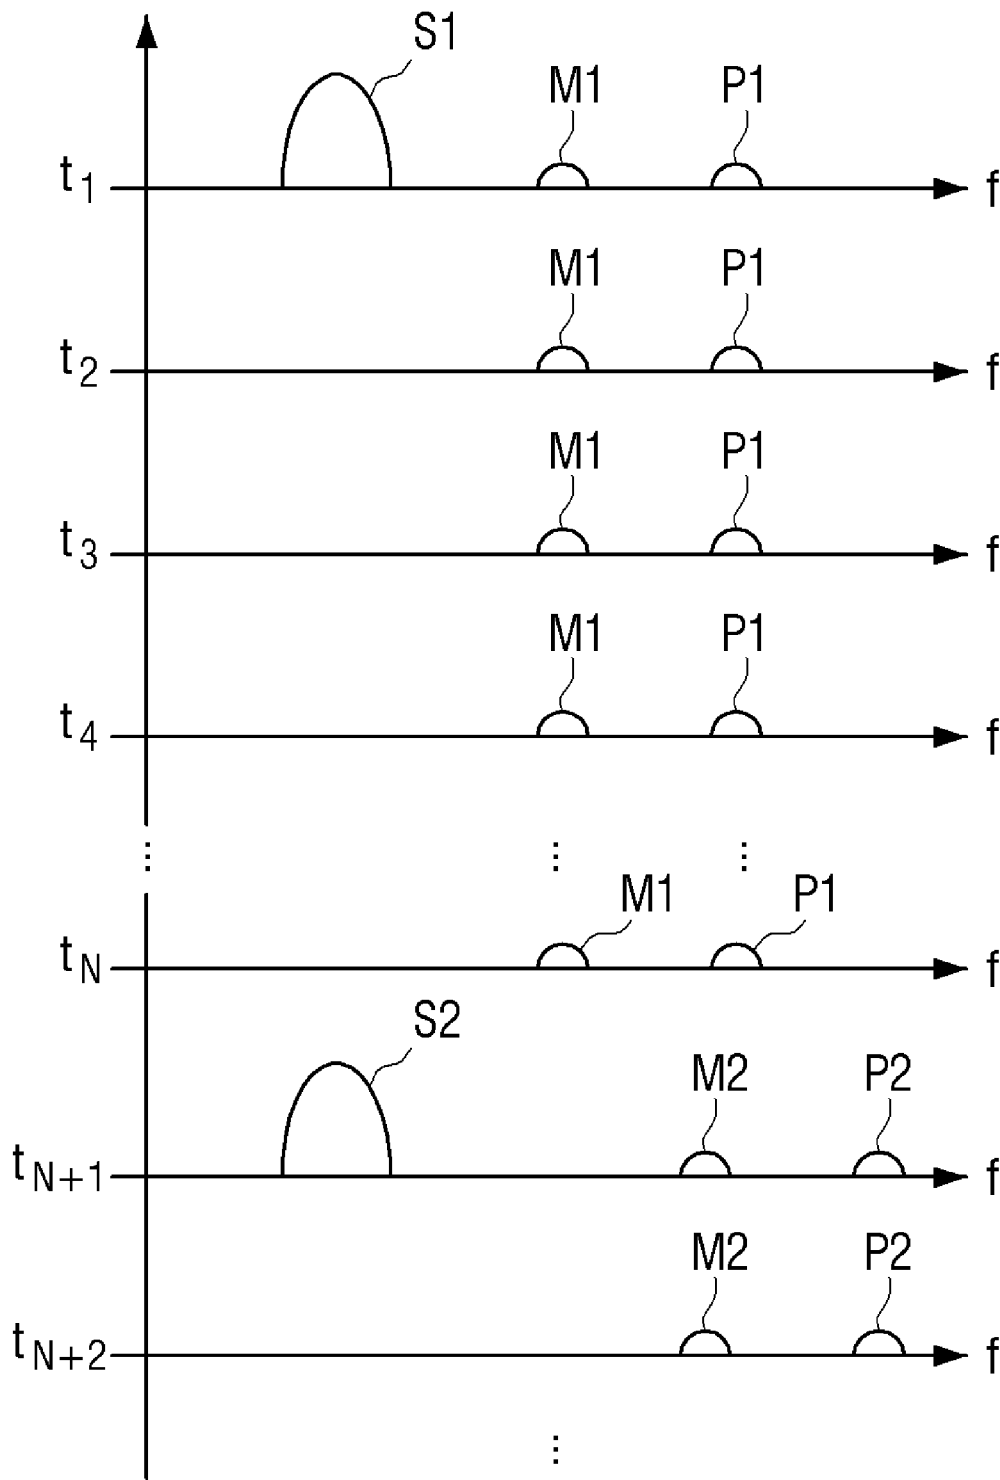 S1
M1 P1
t1 f
M1 P1
t2 f
M1 P1
t3 f
M1 P1
t4 f
⋮ ⋮ ⋮
M1 P1
tN f
S2
M2 P2
tN+1 f
M2 P2
tN+2 f
⋮